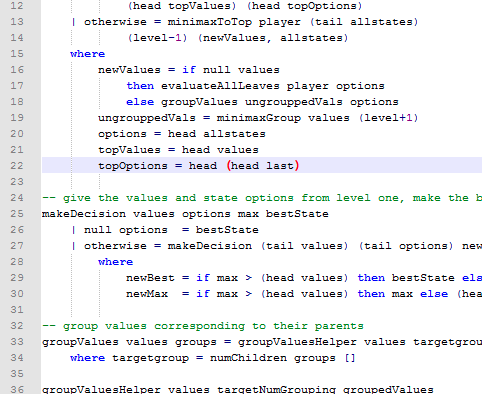 12 (head topValues) (head topOptions)
13 | otherwise = minimaxToTop player (tail allstates)
14 (level-1) (newValues, allstates)
15 where
16 newValues = if null values
17 then evaluateAllLeaves player options
18 else groupValues ungrouppedVals options
19 ungrouppedVals = minimaxGroup values (level+1)
20 options = head allstates
21 topValues = head values
22 topOptions = head (head last)
23
24 -- give the values and state options from level one, make the b
25 makeDecision values options max bestState
26 | null options = bestState
27 | otherwise = makeDecision (tail values) (tail options) new
28 where
29 newBest = if max > (head values) then bestState els
30 newMax = if max > (head values) then max else (hea
31
32 -- group values corresponding to their parents
33 groupValues values groups = groupValuesHelper values targetgrou
34 where targetgroup = numChildren groups []
35
36 groupValuesHelper values targetNumGrouping groupedValues